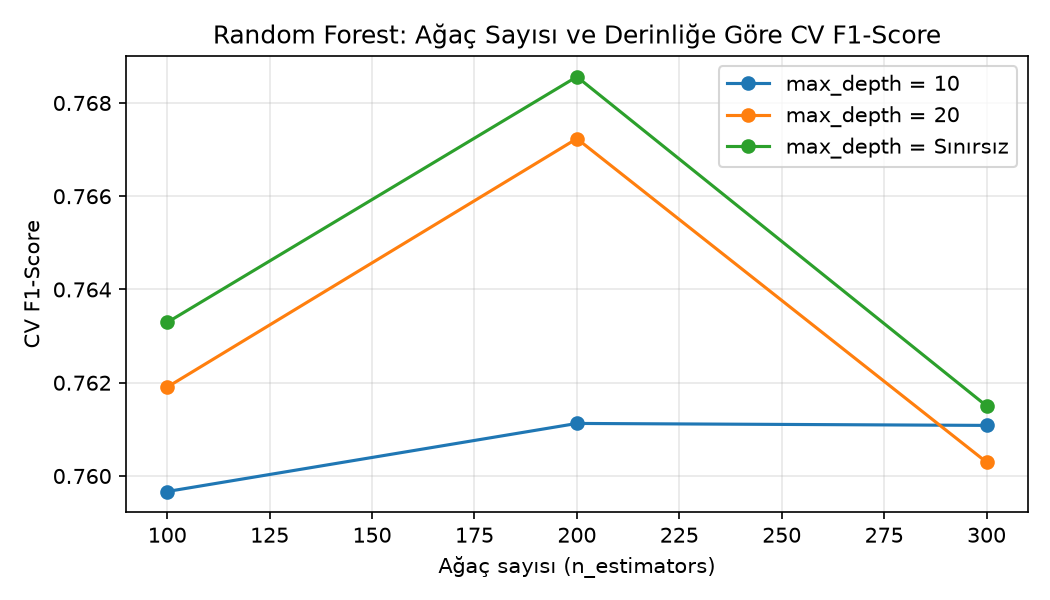 Random Forest: Ağaç Sayısı ve Derinliğe Göre CV F1-Score
max_depth = 10
max_depth = 20
max_depth = Sınırsız
CV F1-Score
0.768
0.766
0.764
0.762
0.760
100 125 150 175 200 225 250 275 300
Ağaç sayısı (n_estimators)